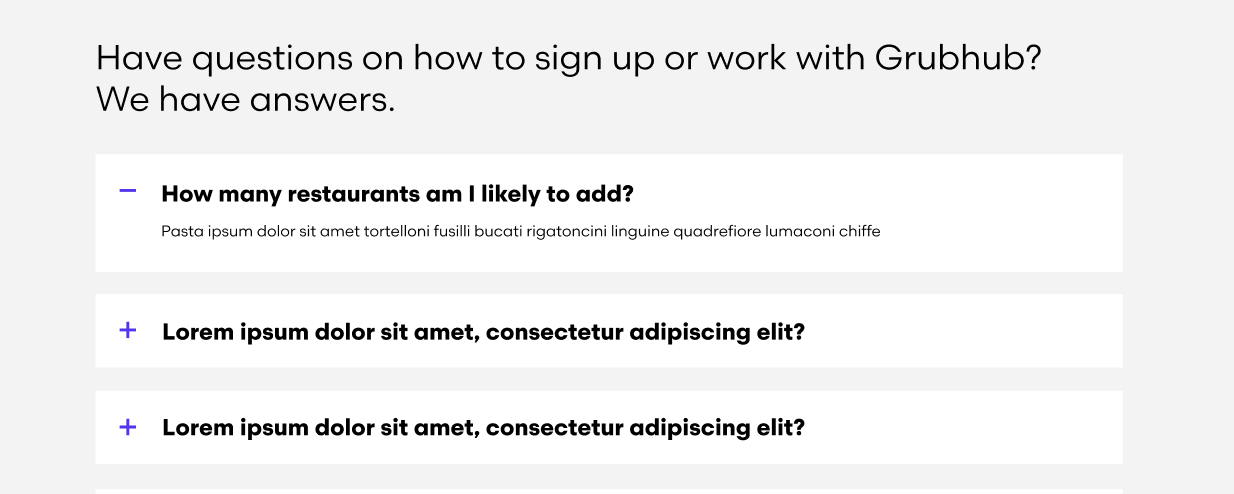 Have questions on how to sign up or work with Grubhub?
We have answers.
How many restaurants am I likely to add?
Pasta ipsum dolor sit amet tortelloni fusilli bucati rigatoncini linguine quadrefiore lumaconi chiffe
Lorem ipsum dolor sit amet, consectetur adipiscing elit?
Lorem ipsum dolor sit amet, consectetur adipiscing elit?